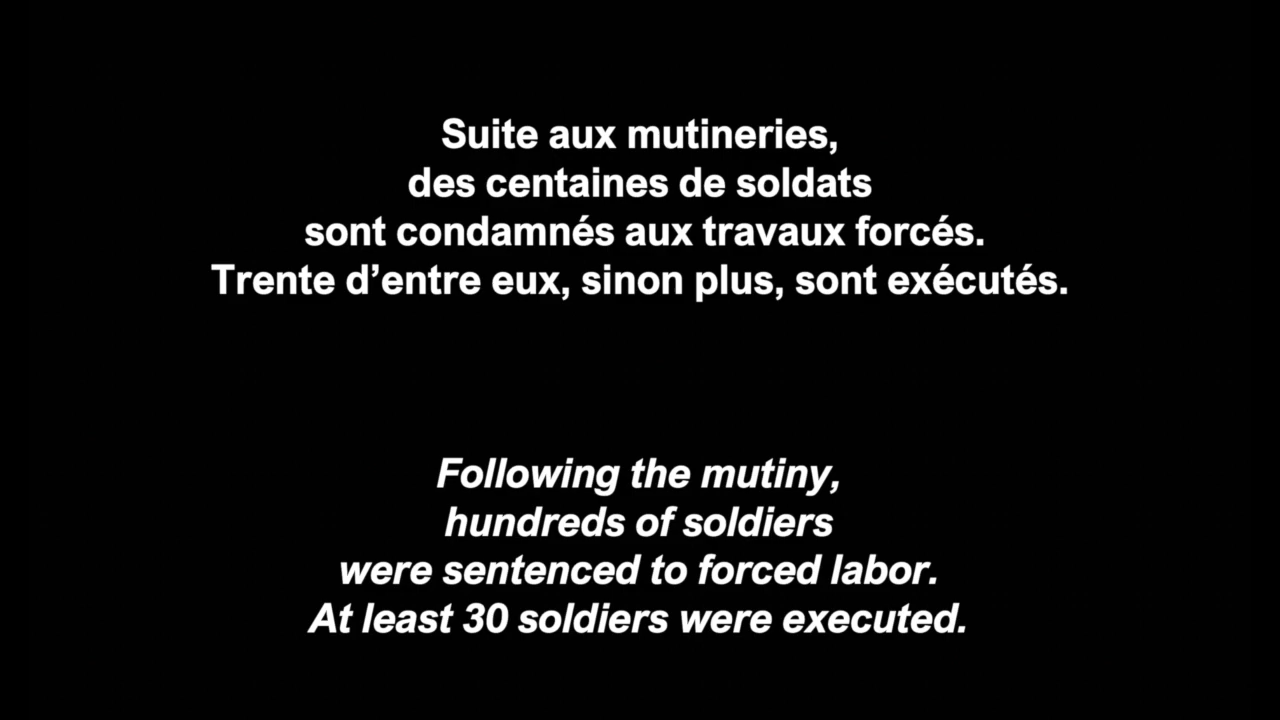 Suite aux mutineries,
des centaines de soldats
sont condamnés aux travaux forcés.
Trente d’entre eux, sinon plus, sont exécutés.
Following the mutiny,
hundreds of soldiers
were sentenced to forced labor.
At least 30 soldiers were executed.